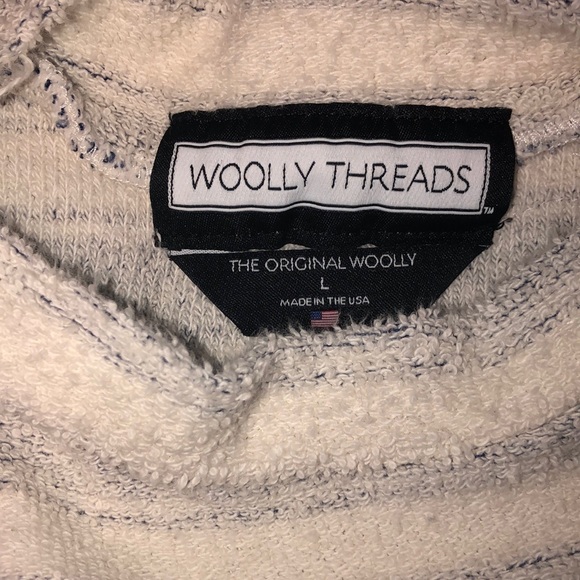 WOOLLY THREADS
TM
THE ORIGINAL WOOLLY
L
MADE IN THE USA